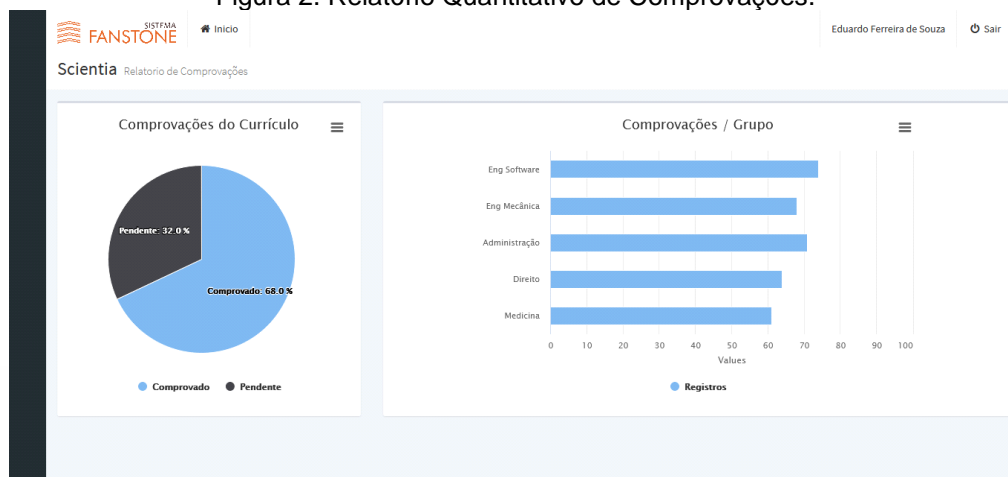 Figura 2. Relatório Quantitativo de Comprovações.
SISTEMA
FANSTONE
Inicio
Eduardo Ferreira de Souza
Sair
Scientia Relatorio de Comprovações
Comprovações do Currículo
Pendente: 32.0 %
Comprovado: 68.0 %
Comprovado Pendente
Comprovações / Grupo
Eng Software
Eng Mecânica
Administração
Direito
Medicina
0 10 20 30 40 50 60 70 80 90 100
Values
Registros